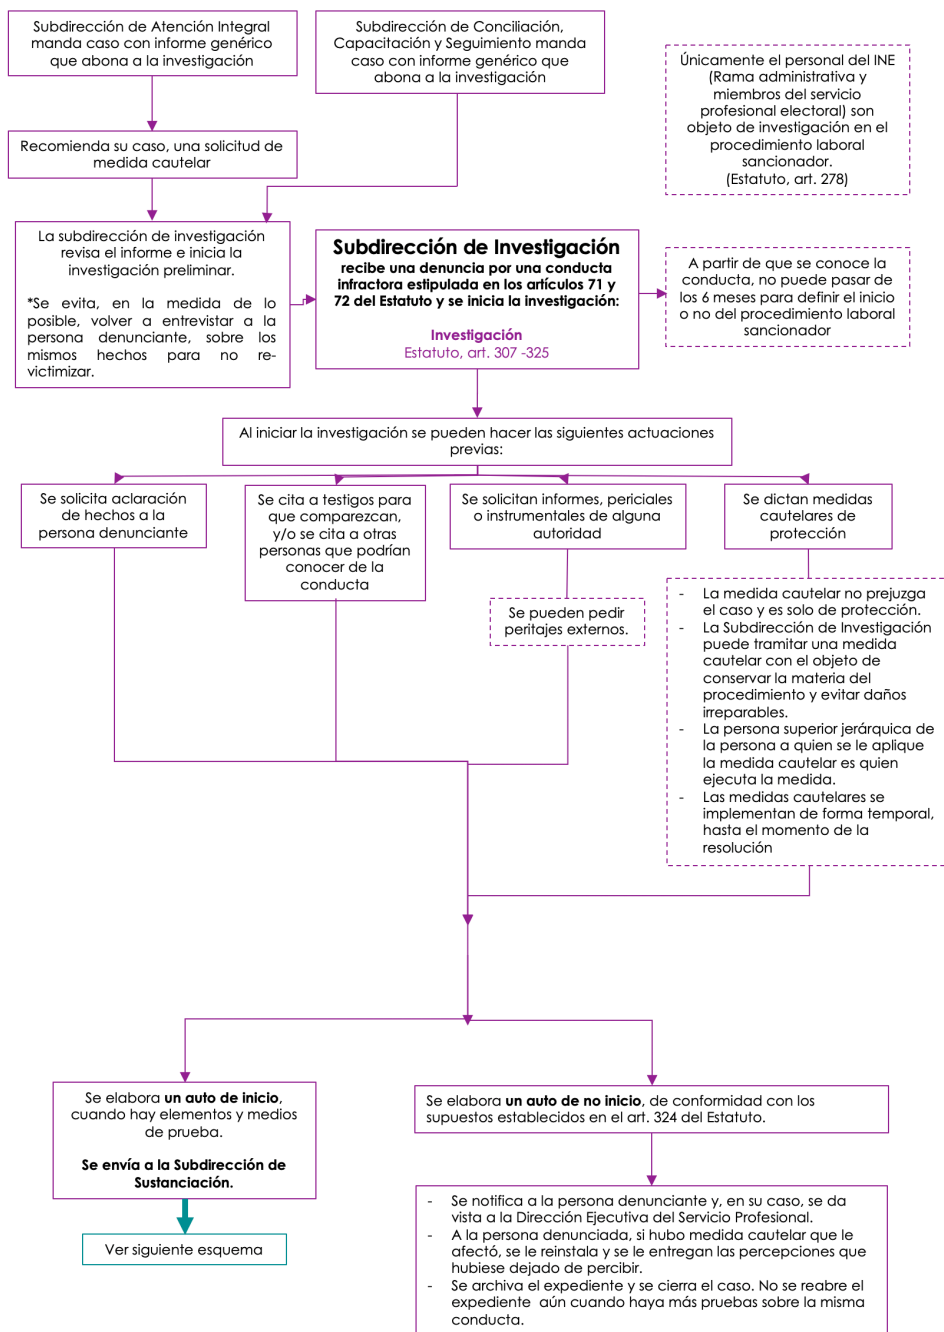 Subdirección de Atención Integral
manda caso con informe genérico
que abona a la investigación
Subdirección de Conciliación,
Capacitación y Seguimiento manda
caso con informe genérico que
abona a la investigación
Únicamente el personal del INE
(Rama administrativa y
miembros del servicio
profesional electoral) son
objeto de investigación en el
procedimiento laboral
sancionador.
(Estatuto, art. 278)
Recomienda su caso, una solicitud de
medida cautelar
La subdirección de investigación
revisa el informe e inicia la
investigación preliminar.
*Se evita, en la medida de lo
posible, volver a entrevistar a la
persona denunciante, sobre los
mismos hechos para no re-
victimizar.
Subdirección de Investigación
recibe una denuncia por una conducta
infractora estipulada en los artículos 71 y
72 del Estatuto y se inicia la investigación:
Investigación
Estatuto, art. 307 -325
A partir de que se conoce la
conducta, no puede pasar de
los 6 meses para definir el inicio
o no del procedimiento laboral
sancionador
Al iniciar la investigación se pueden hacer las siguientes actuaciones
previas:
Se solicita aclaración
de hechos a la
persona denunciante
Se cita a testigos para
que comparezcan,
y/o se cita a otras
personas que podrían
conocer de la
conducta
Se solicitan informes, periciales
o instrumentales de alguna
autoridad
Se dictan medidas
cautelares de
protección
Se pueden pedir
peritajes externos.
- La medida cautelar no prejuzga
el caso y es solo de protección.
- La Subdirección de Investigación
puede tramitar una medida
cautelar con el objeto de
conservar la materia del
procedimiento y evitar daños
irreparables.
- La persona superior jerárquica de
la persona a quien se le aplique
la medida cautelar es quien
ejecuta la medida.
- Las medidas cautelares se
implementan de forma temporal,
hasta el momento de la
resolución
Se elabora un auto de inicio,
cuando hay elementos y medios
de prueba.
Se envía a la Subdirección de
Sustanciación.
Ver siguiente esquema
Se elabora un auto de no inicio, de conformidad con los
supuestos establecidos en el art. 324 del Estatuto.
- Se notifica a la persona denunciante y, en su caso, se da
vista a la Dirección Ejecutiva del Servicio Profesional.
- A la persona denunciada, si hubo medida cautelar que le
afectó, se le reinstala y se le entregan las percepciones que
hubiese dejado de percibir.
- Se archiva el expediente y se cierra el caso. No se reabre el
expediente aún cuando haya más pruebas sobre la misma
conducta.